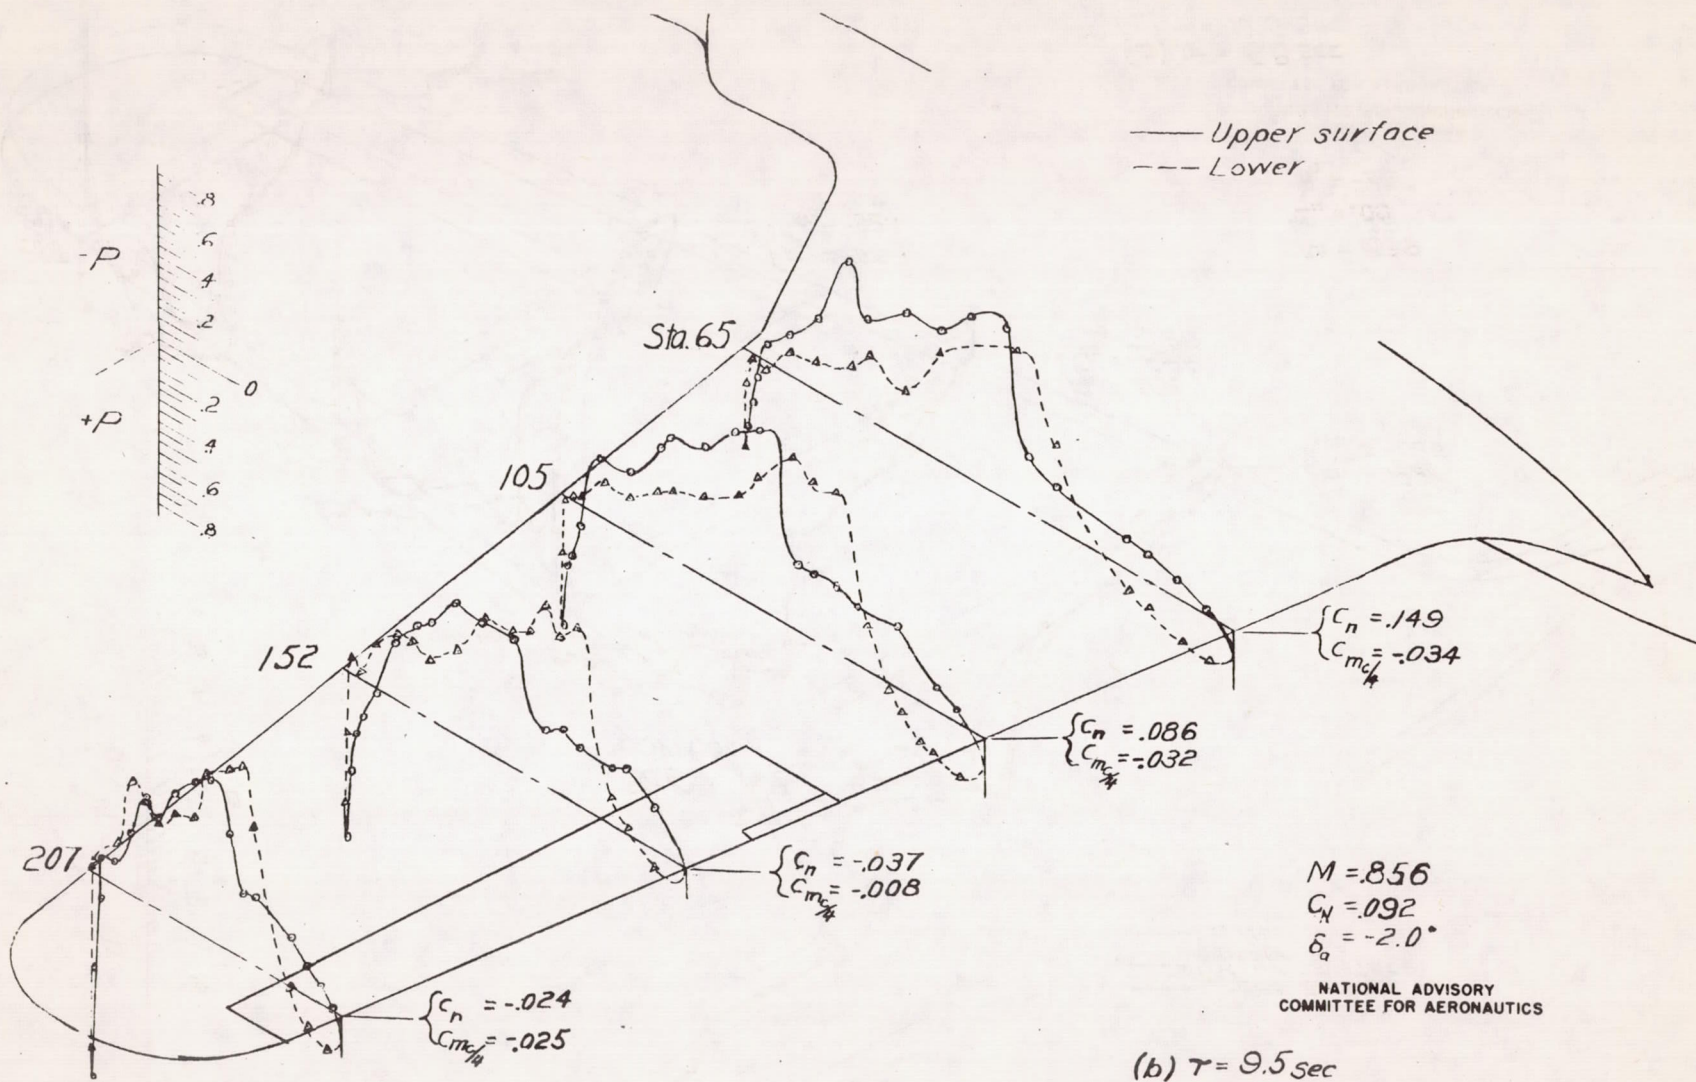 Upper surface
Lower
.8
.6
-P
.4
.2
0
.2
+P
.4
.6
.8
Sta. 65
105
152
207
Cn = .149
Cmc/4 = -.034
Cn = .086
Cmc/4 = -.032
Cn = -.037
Cmc/4 = -.008
Cn = -.024
Cmc/4 = -.025
M = .856
CN = .092
δa = -2.0°
NATIONAL ADVISORY
COMMITTEE FOR AERONAUTICS
(b) T = 9.5 sec